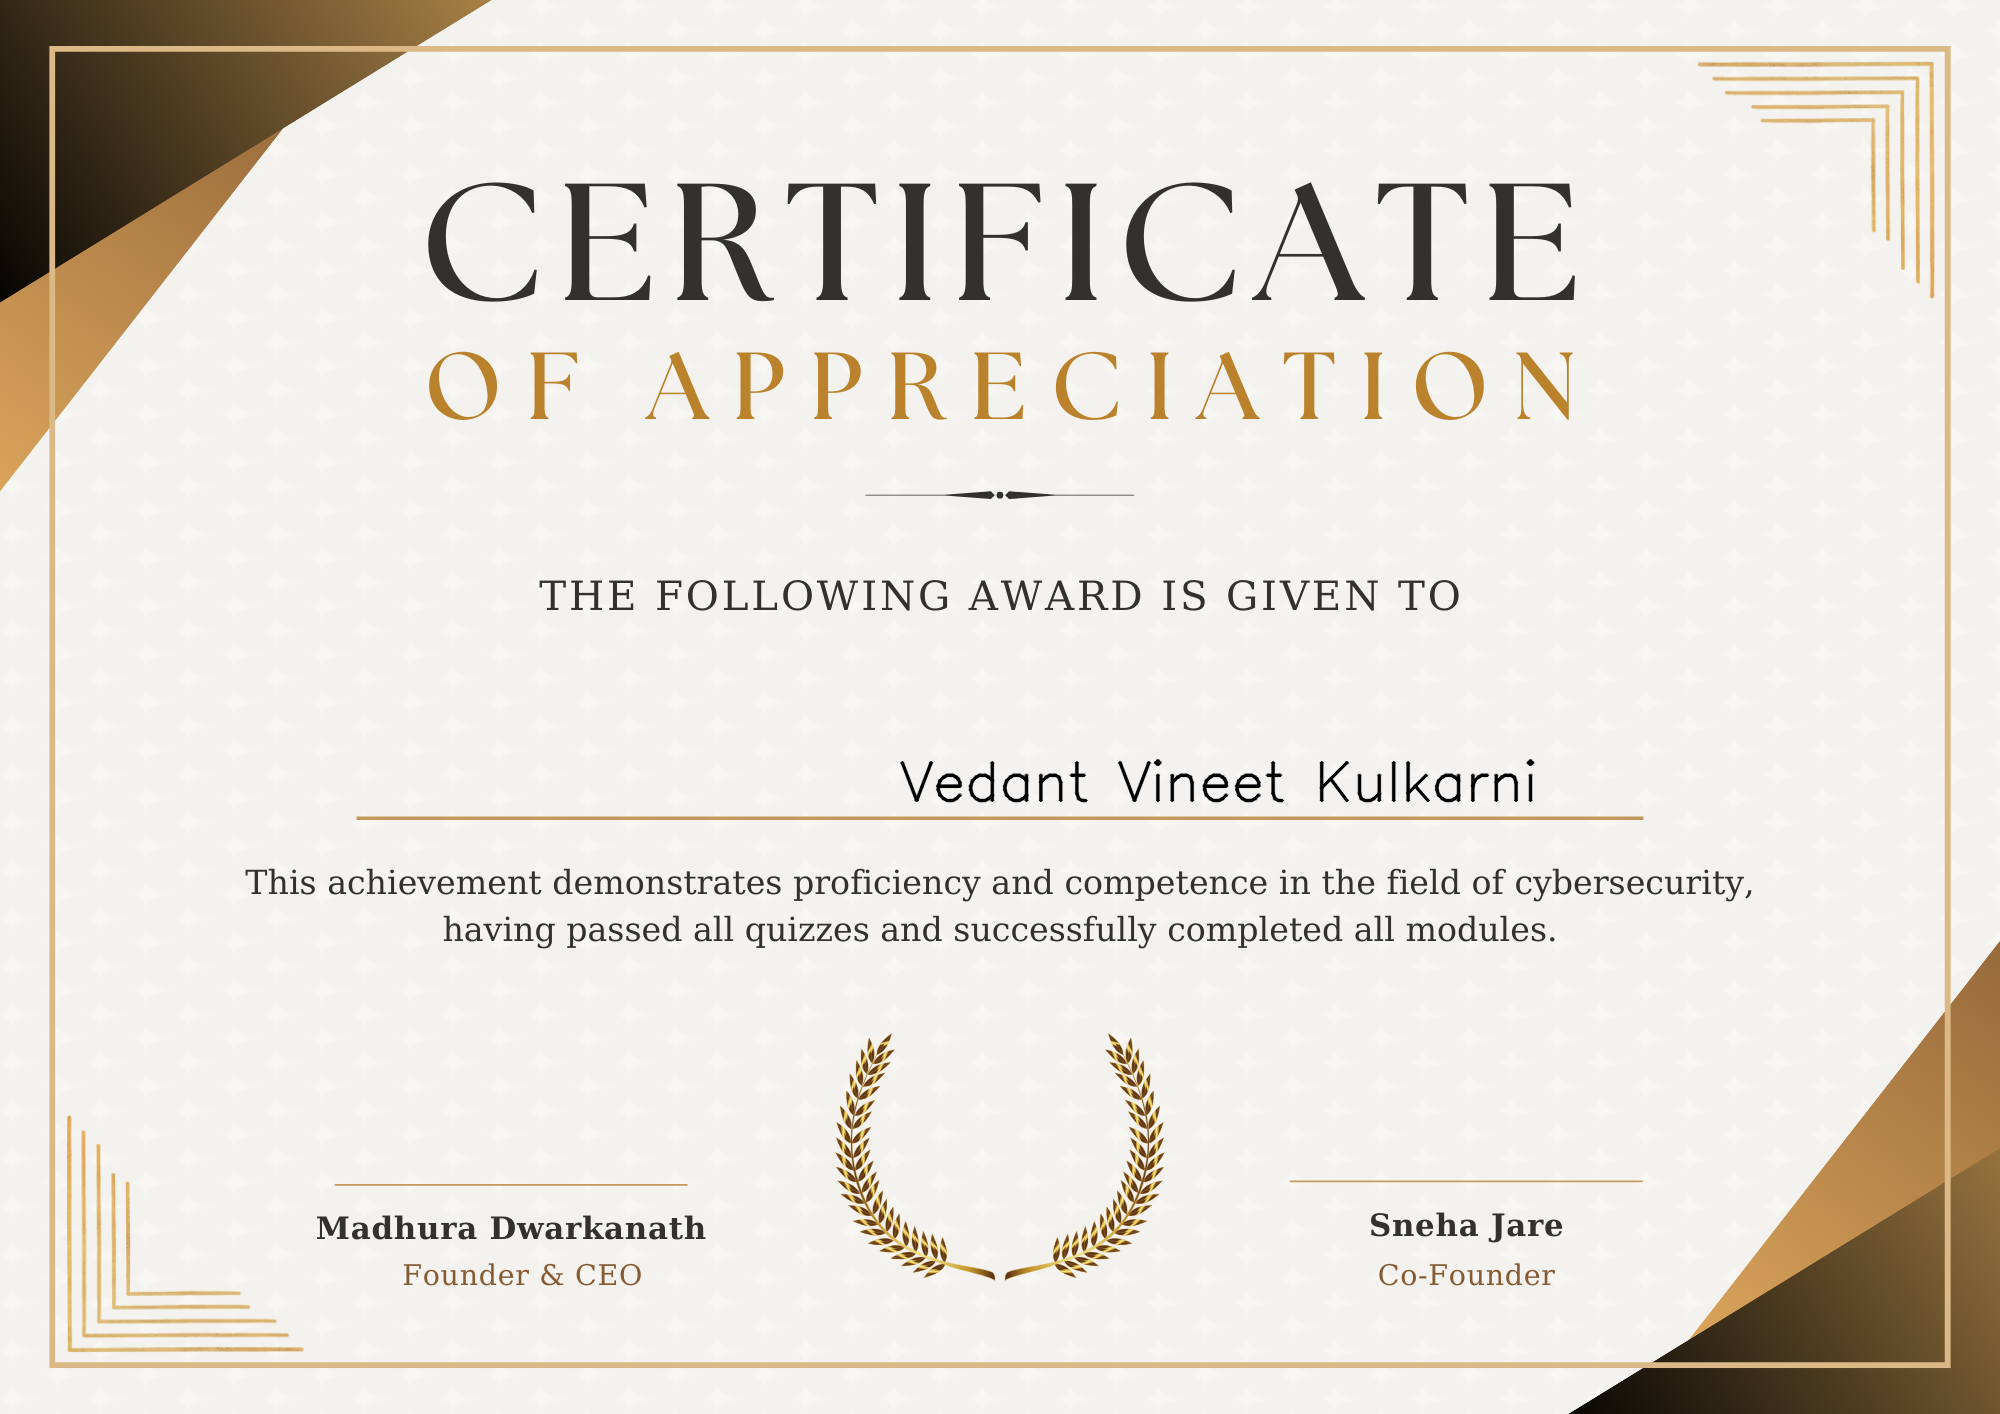 CERTIFICATE
OF APPRECIATION
THE FOLLOWING AWARD IS GIVEN TO
Vedant Vineet Kulkarni
This achievement demonstrates proficiency and competence in the field of cybersecurity,
having passed all quizzes and successfully completed all modules.
Madhura Dwarkanath
Founder & CEO
Sneha Jare
Co-Founder